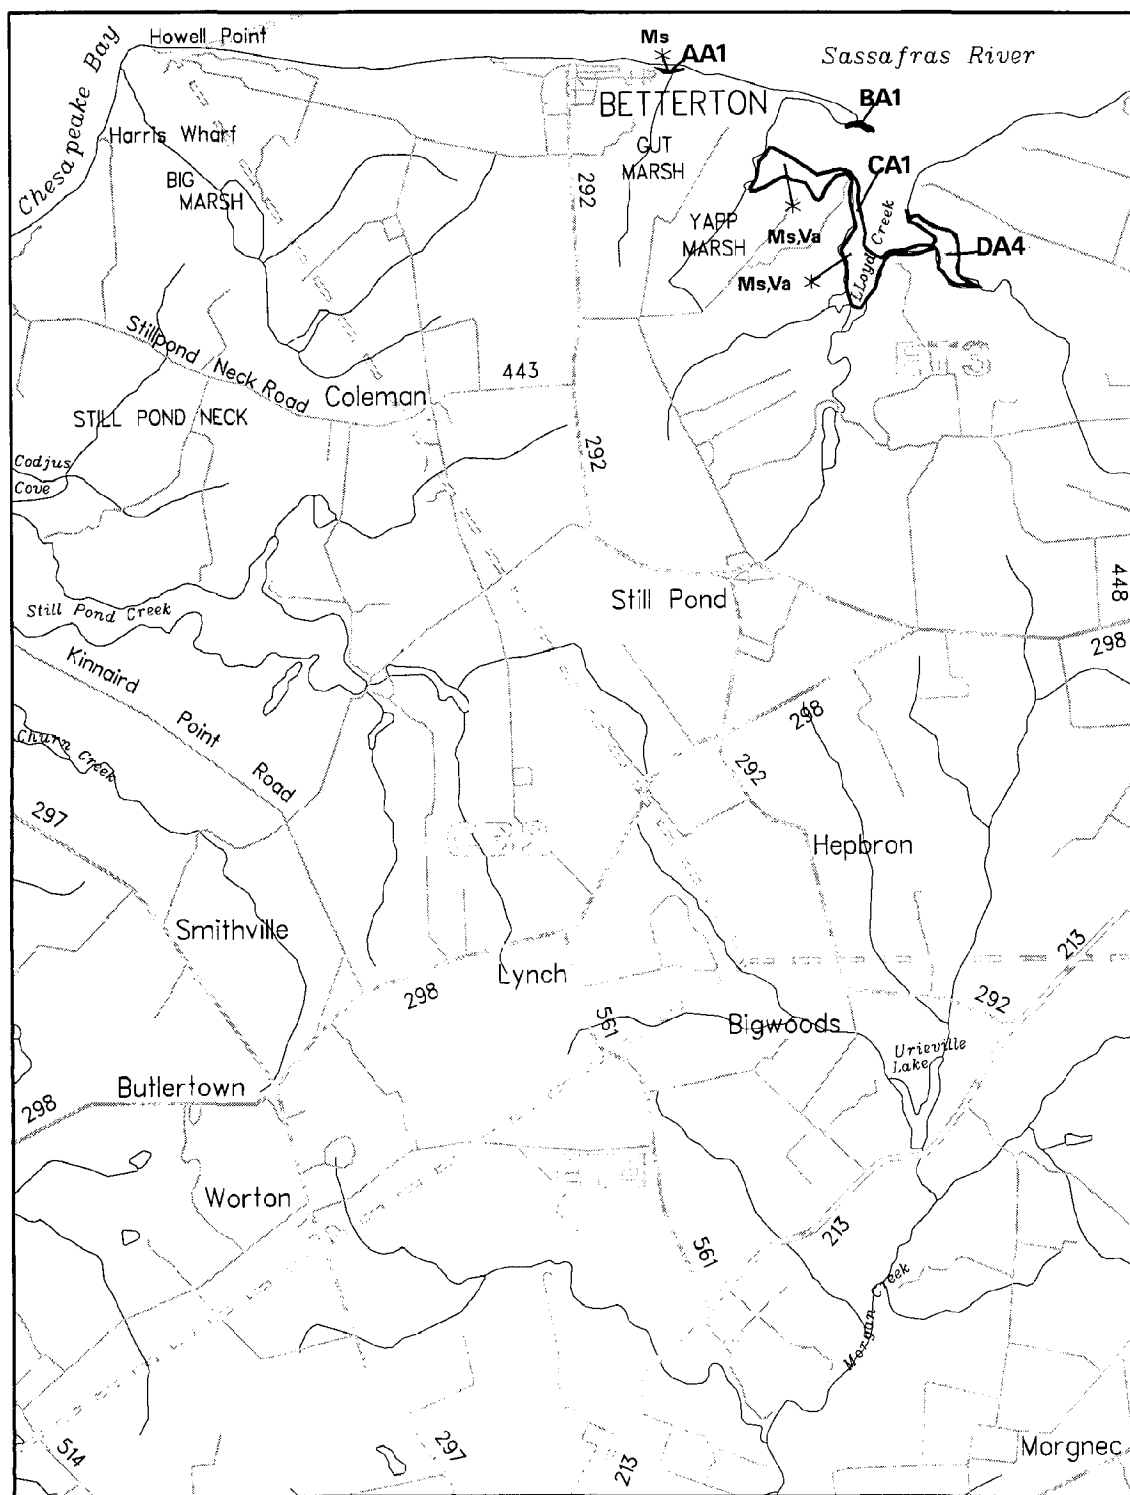 Howell Point
Ms
AA1
Sassafras River
Chesapeake Bay
BETTERTON
BA1
Harris Wharf
GUT
MARSH
CA1
BIG
MARSH
292
YAPP
MARSH
Ms,Va
LLoyd Creek
DA4
Ms,Va
Stillpond Neck Road
443
Coleman
STILL POND NECK
292
Codjus
Cove
448
Still Pond
Still Pond Creek
298
Kinnaird Point Road
298
Churn Creek
292
297
Hepbron
Smithville
213
Lynch
298
292
561
Bigwoods
Urieville
Lake
Butlertown
298
Worton
213
561
Morgan Creek
514
297
213
Morgnec